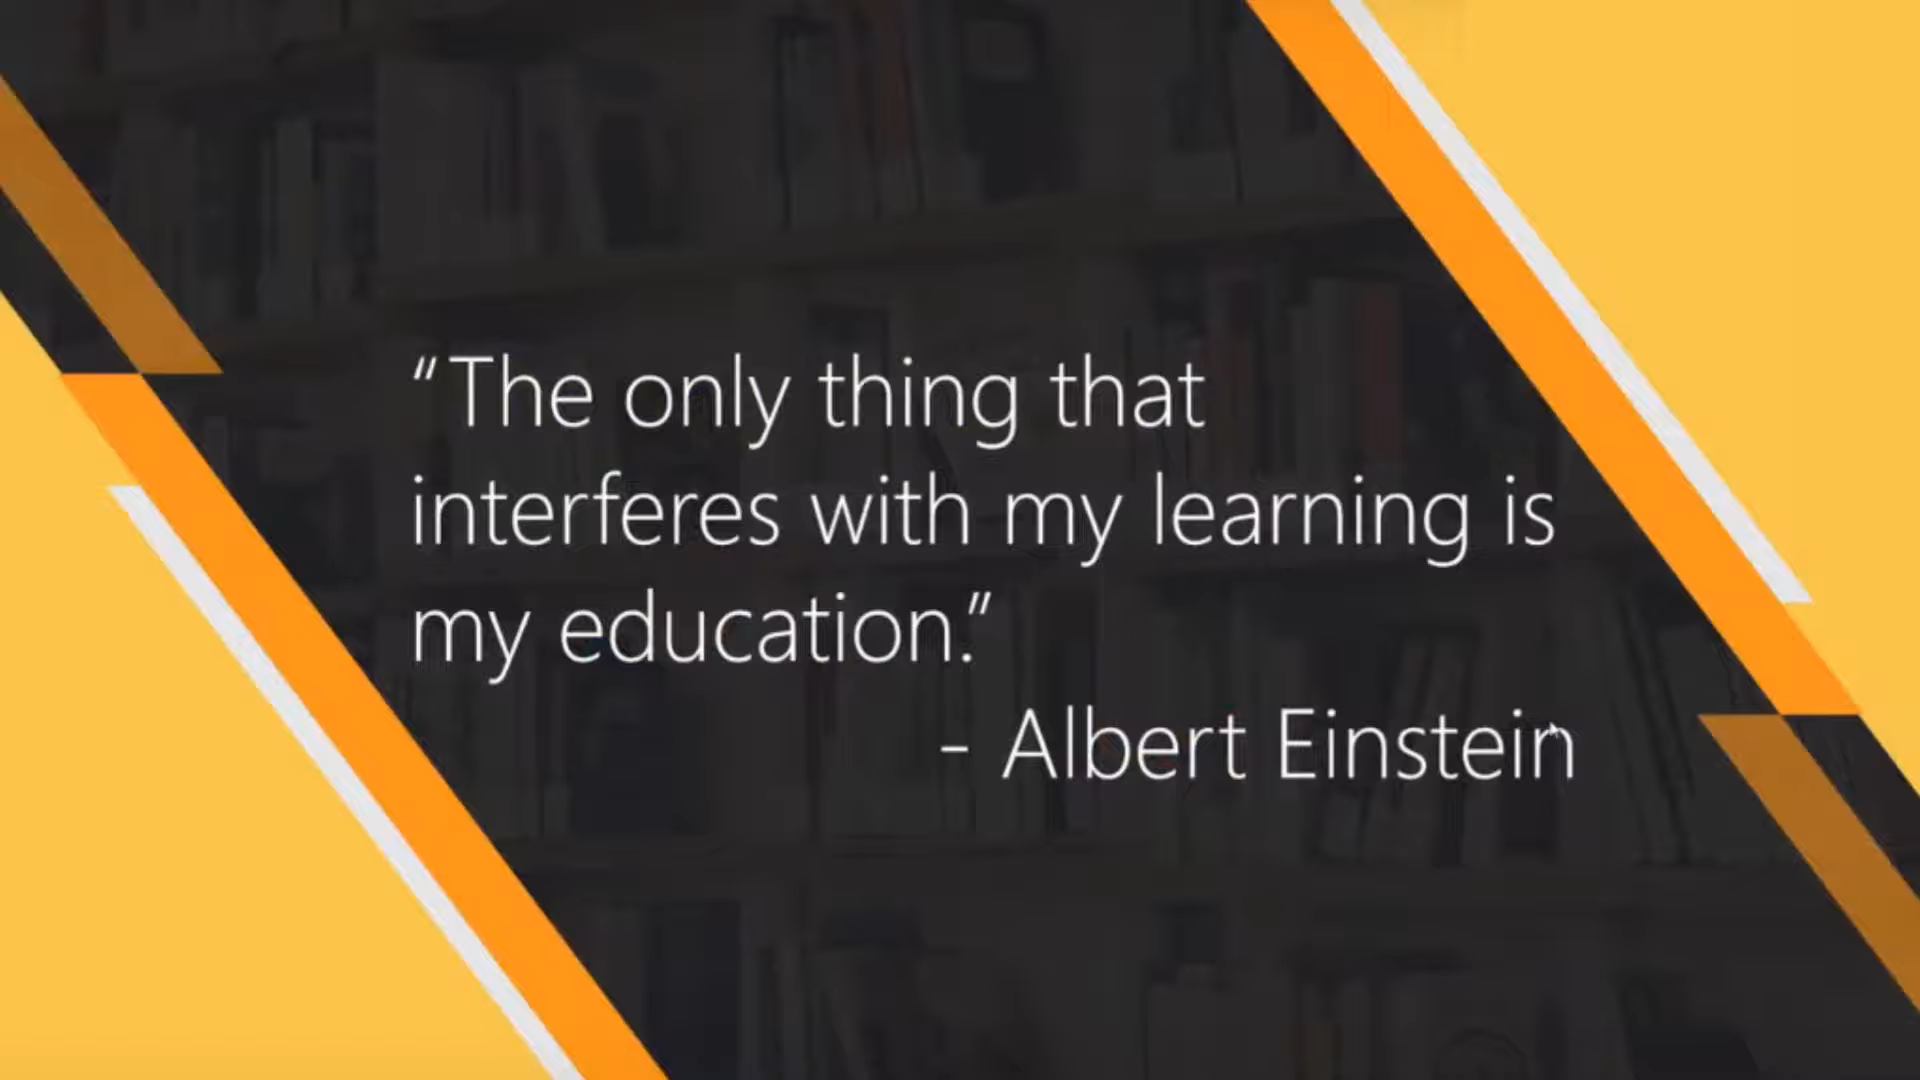 “The only thing that
interferes with my learning is
my education.”
- Albert Einstein